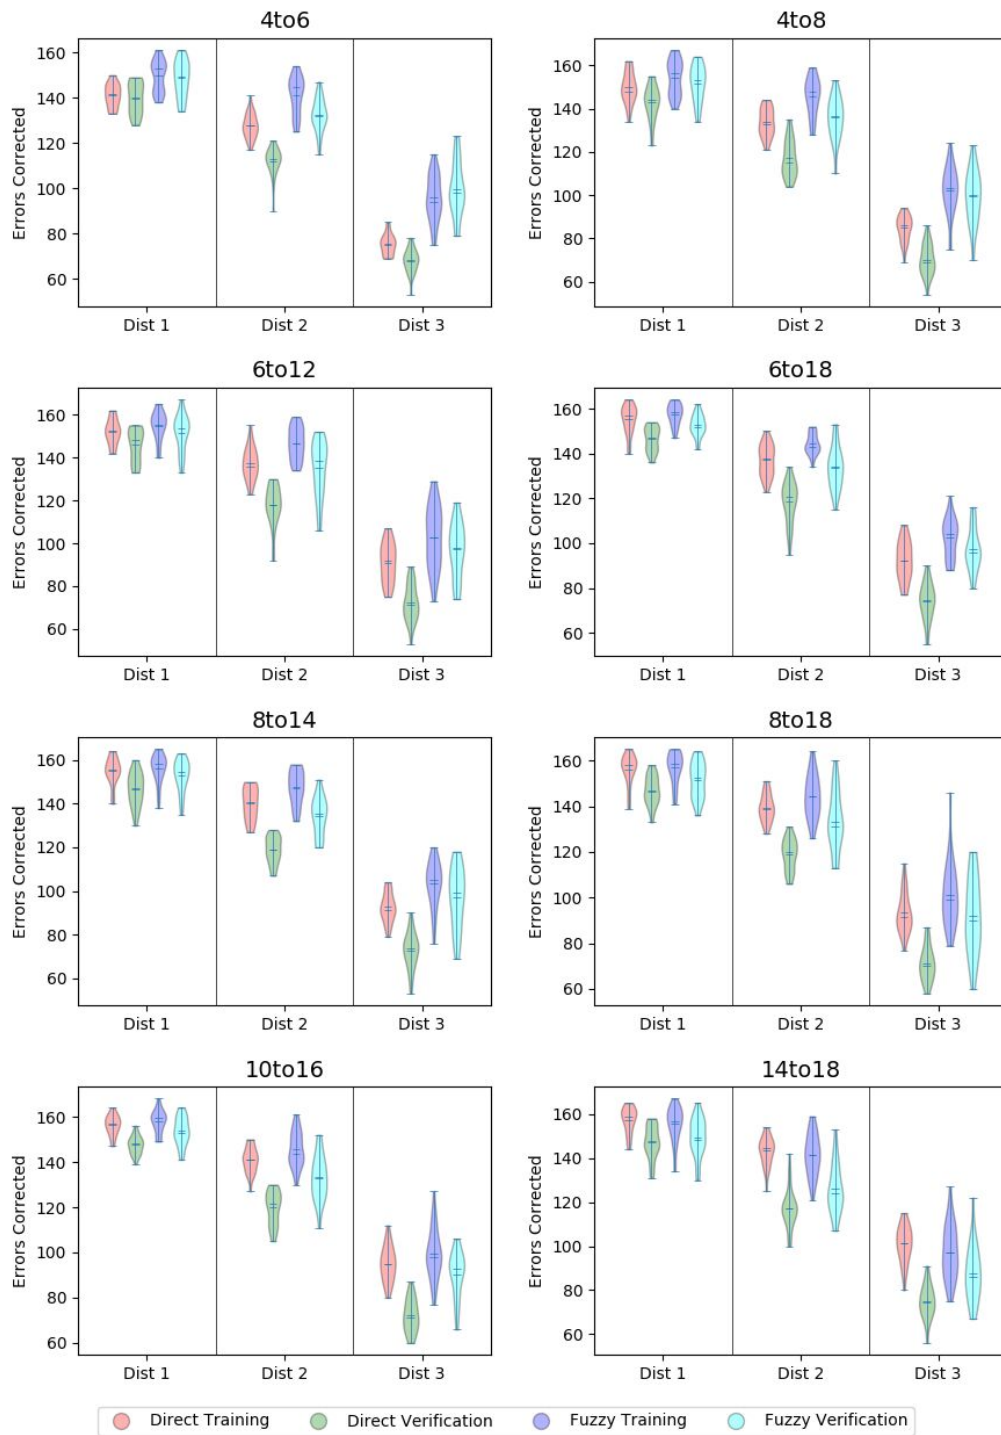 4to6
4to8
160
140
120
100
80
60
Errors Corrected
Dist 1
Dist 2
Dist 3
160
140
120
100
80
60
Errors Corrected
Dist 1
Dist 2
Dist 3
6to12
6to18
160
140
120
100
80
60
Errors Corrected
Dist 1
Dist 2
Dist 3
160
140
120
100
80
60
Errors Corrected
Dist 1
Dist 2
Dist 3
8to14
8to18
160
140
120
100
80
60
Errors Corrected
Dist 1
Dist 2
Dist 3
160
140
120
100
80
60
Errors Corrected
Dist 1
Dist 2
Dist 3
10to16
14to18
160
140
120
100
80
60
Errors Corrected
Dist 1
Dist 2
Dist 3
160
140
120
100
80
60
Errors Corrected
Dist 1
Dist 2
Dist 3
Direct Training
Direct Verification
Fuzzy Training
Fuzzy Verification